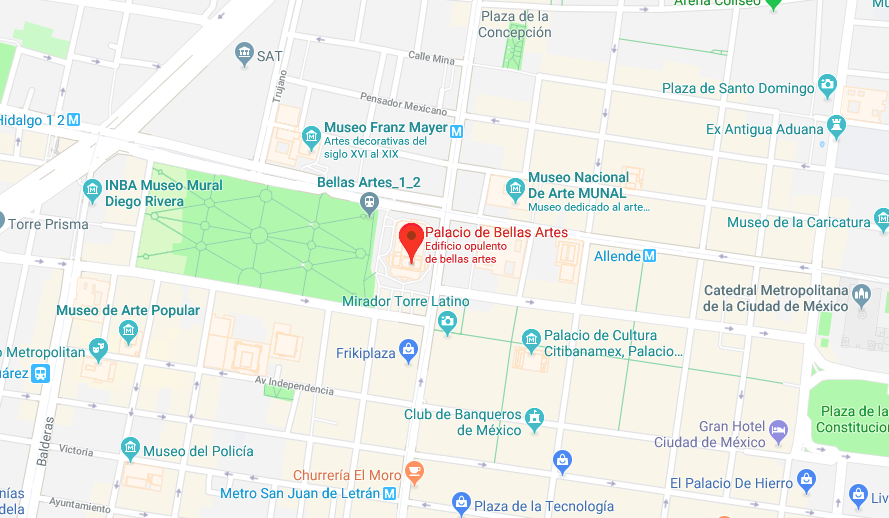 Arena Coliseo
Plaza de la
Concepción
SAT
Calle Mina
Trujano
Pensador Mexicano
Plaza de Santo Domingo
Hidalgo 1 2 M
Museo Franz Mayer
Artes decorativas del
siglo XVI al XIX
M
Ex Antigua Aduana
INBA Museo Mural
Diego Rivera
Bellas Artes_1_2
Museo Nacional
De Arte MUNAL
Museo dedicado al arte...
Torre Prisma
Palacio de Bellas Artes
Edificio opulento
de bellas artes
Museo de la Caricatura
Allende M
Catedral Metropolitana
de la Ciudad de México
Mirador Torre Latino
Museo de Arte Popular
Palacio de Cultura
Citibanamex, Palacio...
Metropolitan
Frikiplaza
uárez
Av Independencia
Club de Banqueros
de México
Plaza de la
Constitucion
Gran Hotel
Ciudad de México
Balderas
Victoria
Museo del Policía
Churrería El Moro
Metro San Juan de Letrán M
El Palacio De Hierro
Liv
nías
dela
Ayuntamiento
Plaza de la Tecnología